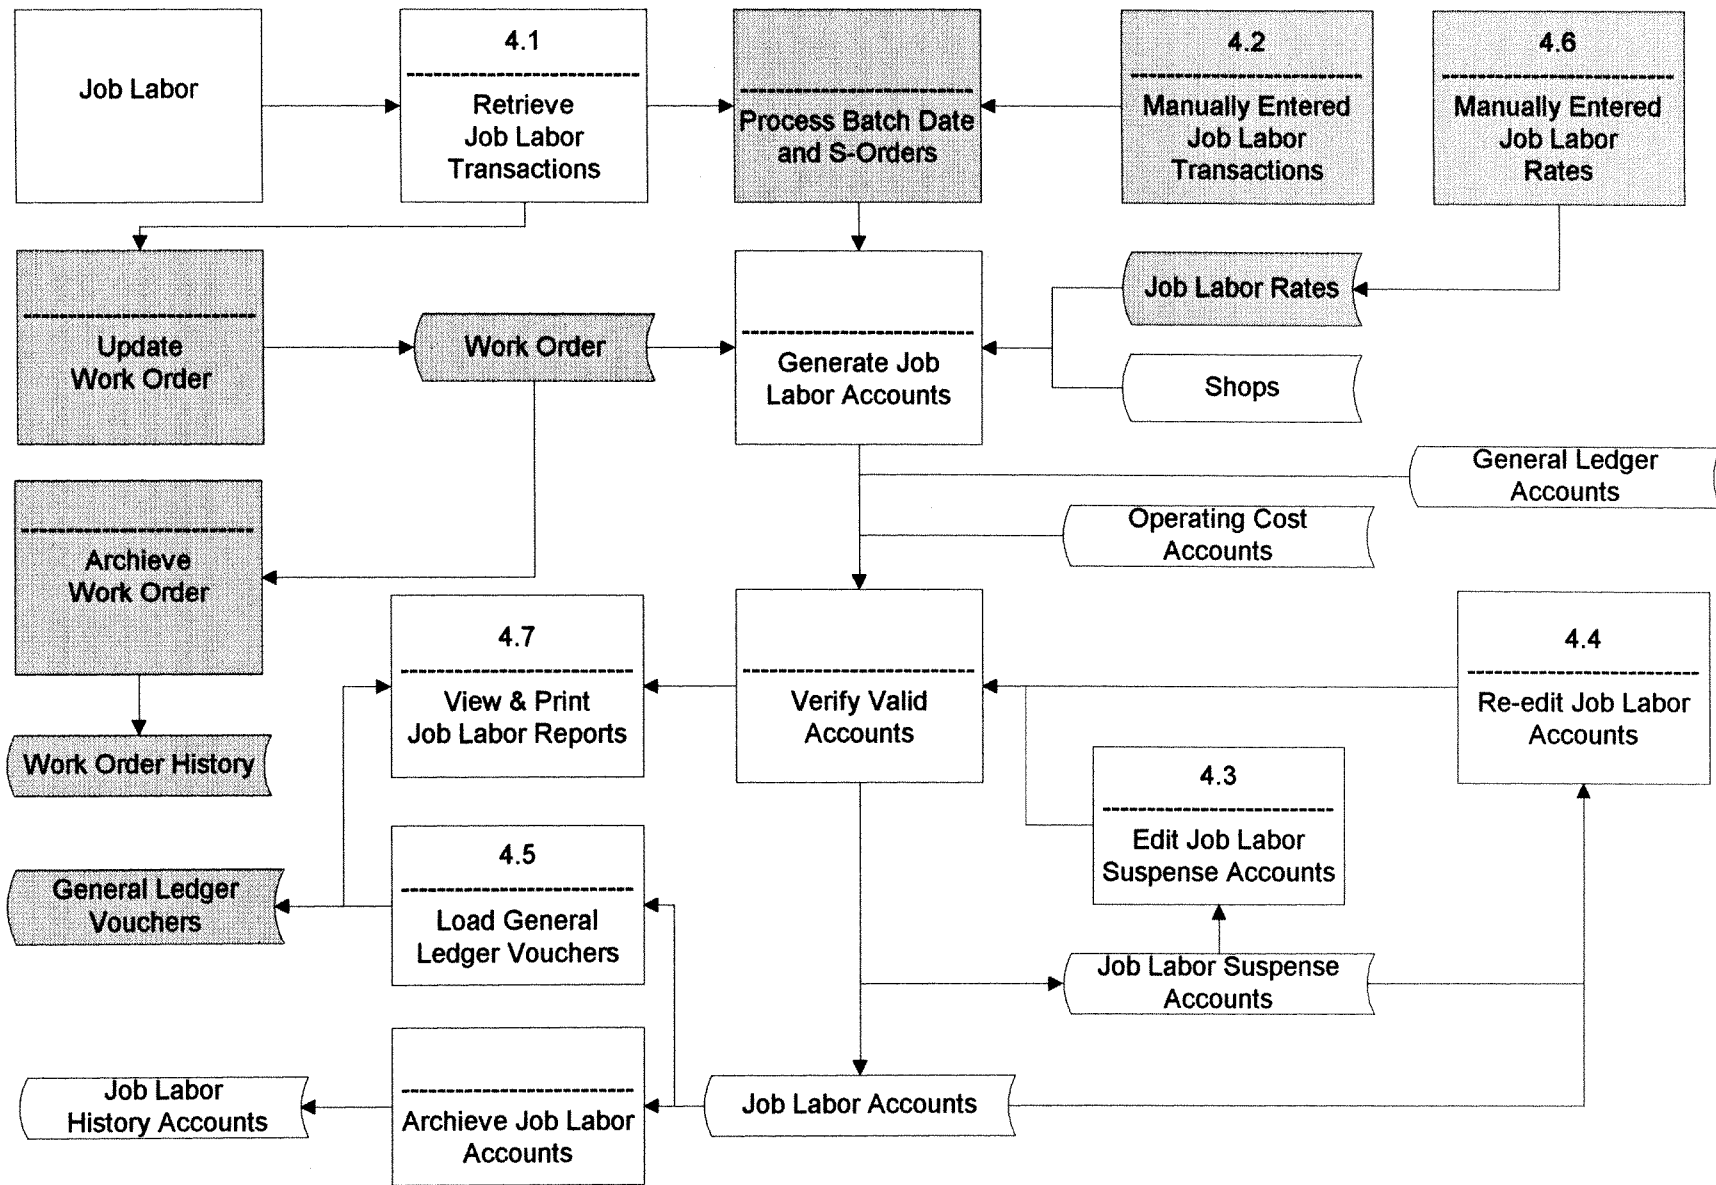 Job Labor
4.1
Retrieve
Job Labor
Transactions
Process Batch Date
and S-Orders
4.2
Manually Entered
Job Labor
Transactions
4.6
Manually Entered
Job Labor
Rates
Update
Work Order
Work Order
Generate Job
Labor Accounts
Job Labor Rates
Shops
General Ledger
Accounts
Operating Cost
Accounts
Archieve
Work Order
4.7
View & Print
Job Labor Reports
Verify Valid
Accounts
4.4
Re-edit Job Labor
Accounts
Work Order History
4.3
Edit Job Labor
Suspense Accounts
4.5
Load General
Ledger Vouchers
General Ledger
Vouchers
Job Labor Suspense
Accounts
Job Labor
History Accounts
Archieve Job Labor
Accounts
Job Labor Accounts